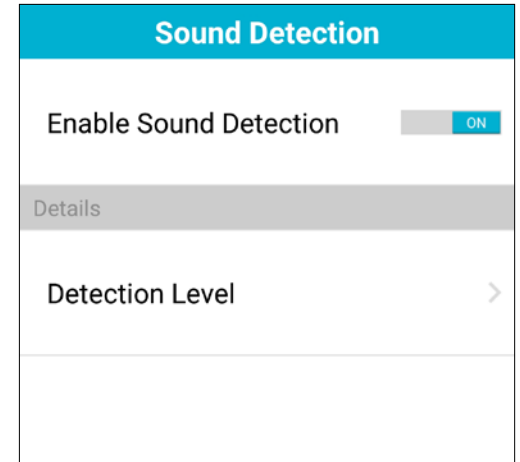 Sound Detection
Enable Sound Detection
ON
Details
Detection Level